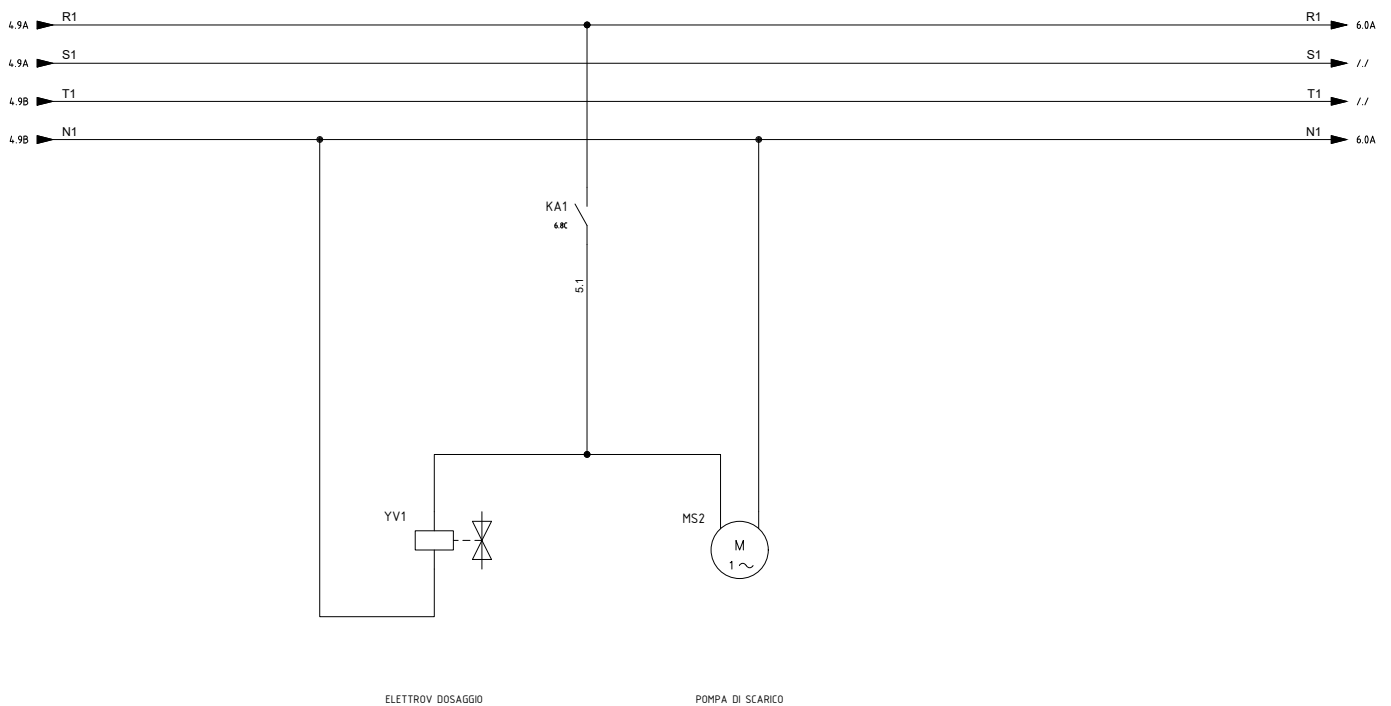 4.9A R1 R1 6.0A
4.9A S1 S1 /./
4.9B T1 T1 /./
4.9B N1 N1 6.0A
KA1
6.8C
5.1
YV1
MS2
M
1 ~
ELETTROV DOSAGGIO POMPA DI SCARICO